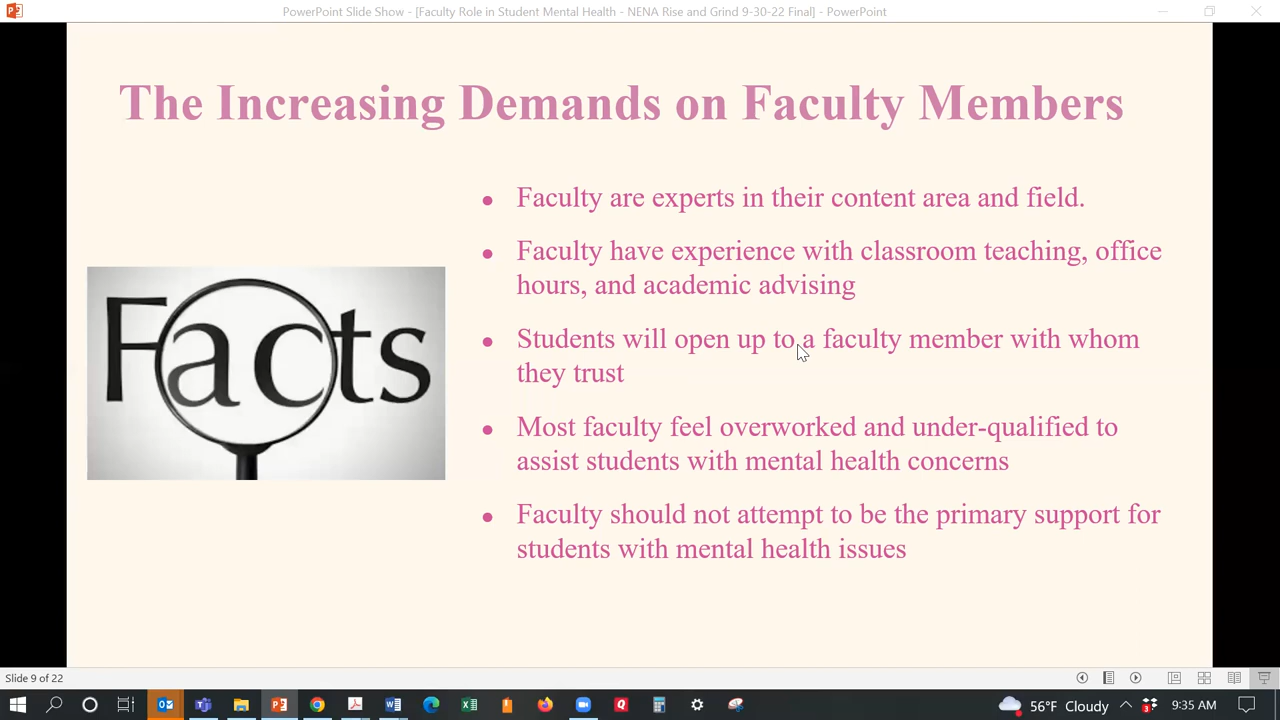 PowerPoint Slide Show - [Faculty Role in Student Mental Health - NENA Rise and Grind 9-30-22 Final] - PowerPoint
The Increasing Demands on Faculty Members
Facts
• Faculty are experts in their content area and field.
• Faculty have experience with classroom teaching, office
hours, and academic advising
• Students will open up to a faculty member with whom
they trust
• Most faculty feel overworked and under-qualified to
assist students with mental health concerns
• Faculty should not attempt to be the primary support for
students with mental health issues
Slide 9 of 22
56°F Cloudy
9:35 AM